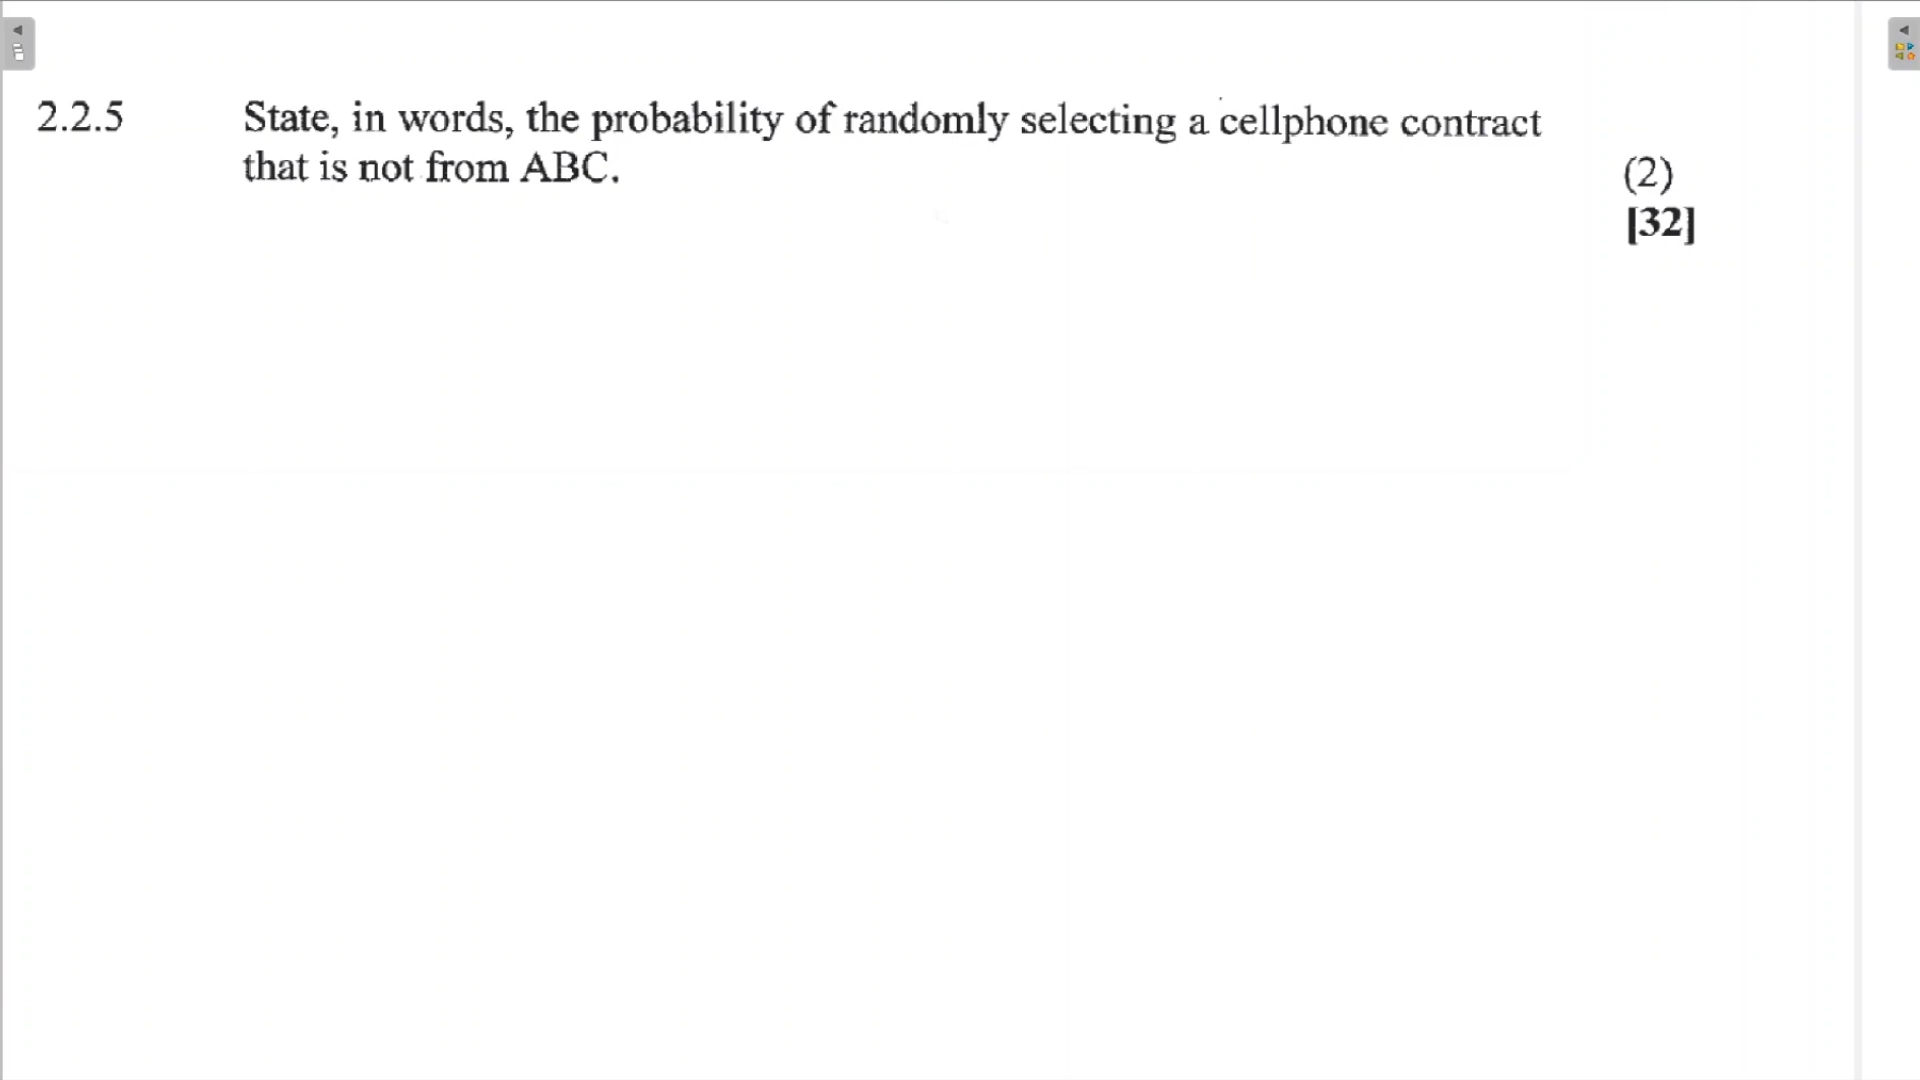 2.2.5 State, in words, the probability of randomly selecting a cellphone contract
that is not from ABC.
(2)
[32]